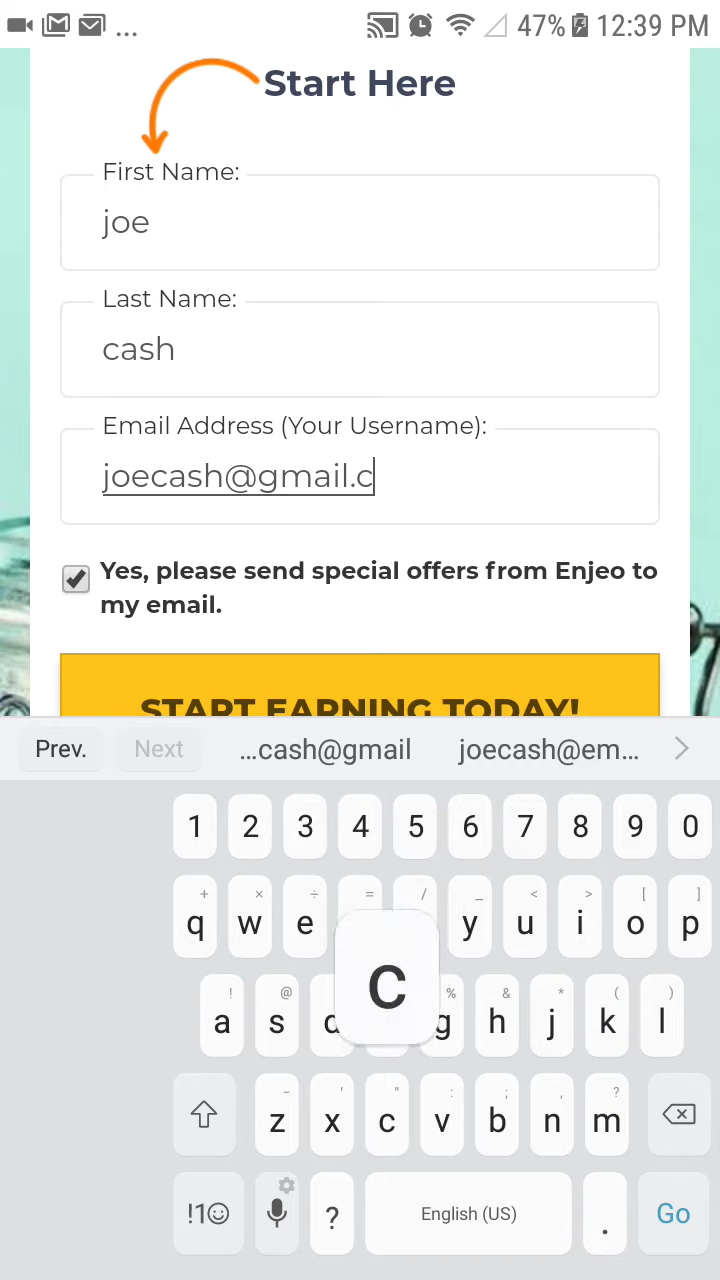 ... 47% 12:39 PM
Start Here
First Name:
joe
Last Name:
cash
Email Address (Your Username):
joecash@gmail.c
Yes, please send special offers from Enjeo to
my email.
START EARNING TODAY!
Prev. Next ...cash@gmail joecash@em...
1 2 3 4 5 6 7 8 9 0
+ × ÷ = / _ < > [ ]
q w e y u i o p
C
! @ % & * ( )
a s d g h j k l
- ' " : ; , ?
z x c v b n m
!1☺ ? English (US) . Go